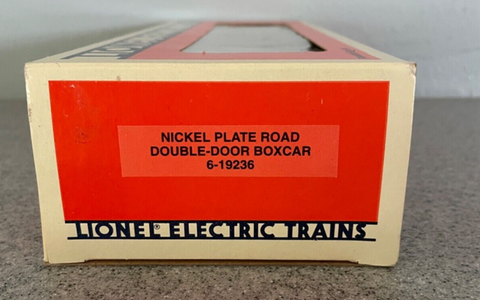 NICKEL PLATE ROAD
DOUBLE-DOOR BOXCAR
6-19236
LIONEL® ELECTRIC TRAINS